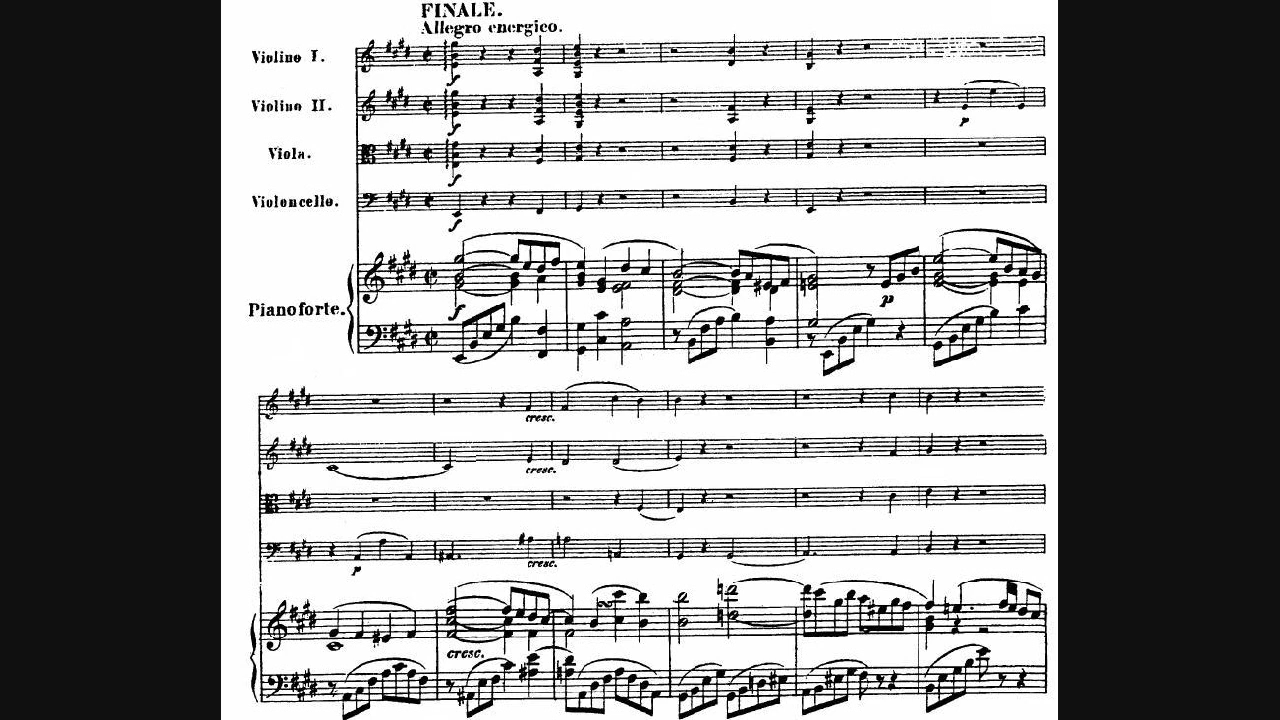 FINALE.
Allegro energico.
Violino I.
f
Violino II.
f
p
Viola.
f
Violoncello.
f
Pianoforte.
f
p
cresc.
cresc.
p
cresc.
cresc.